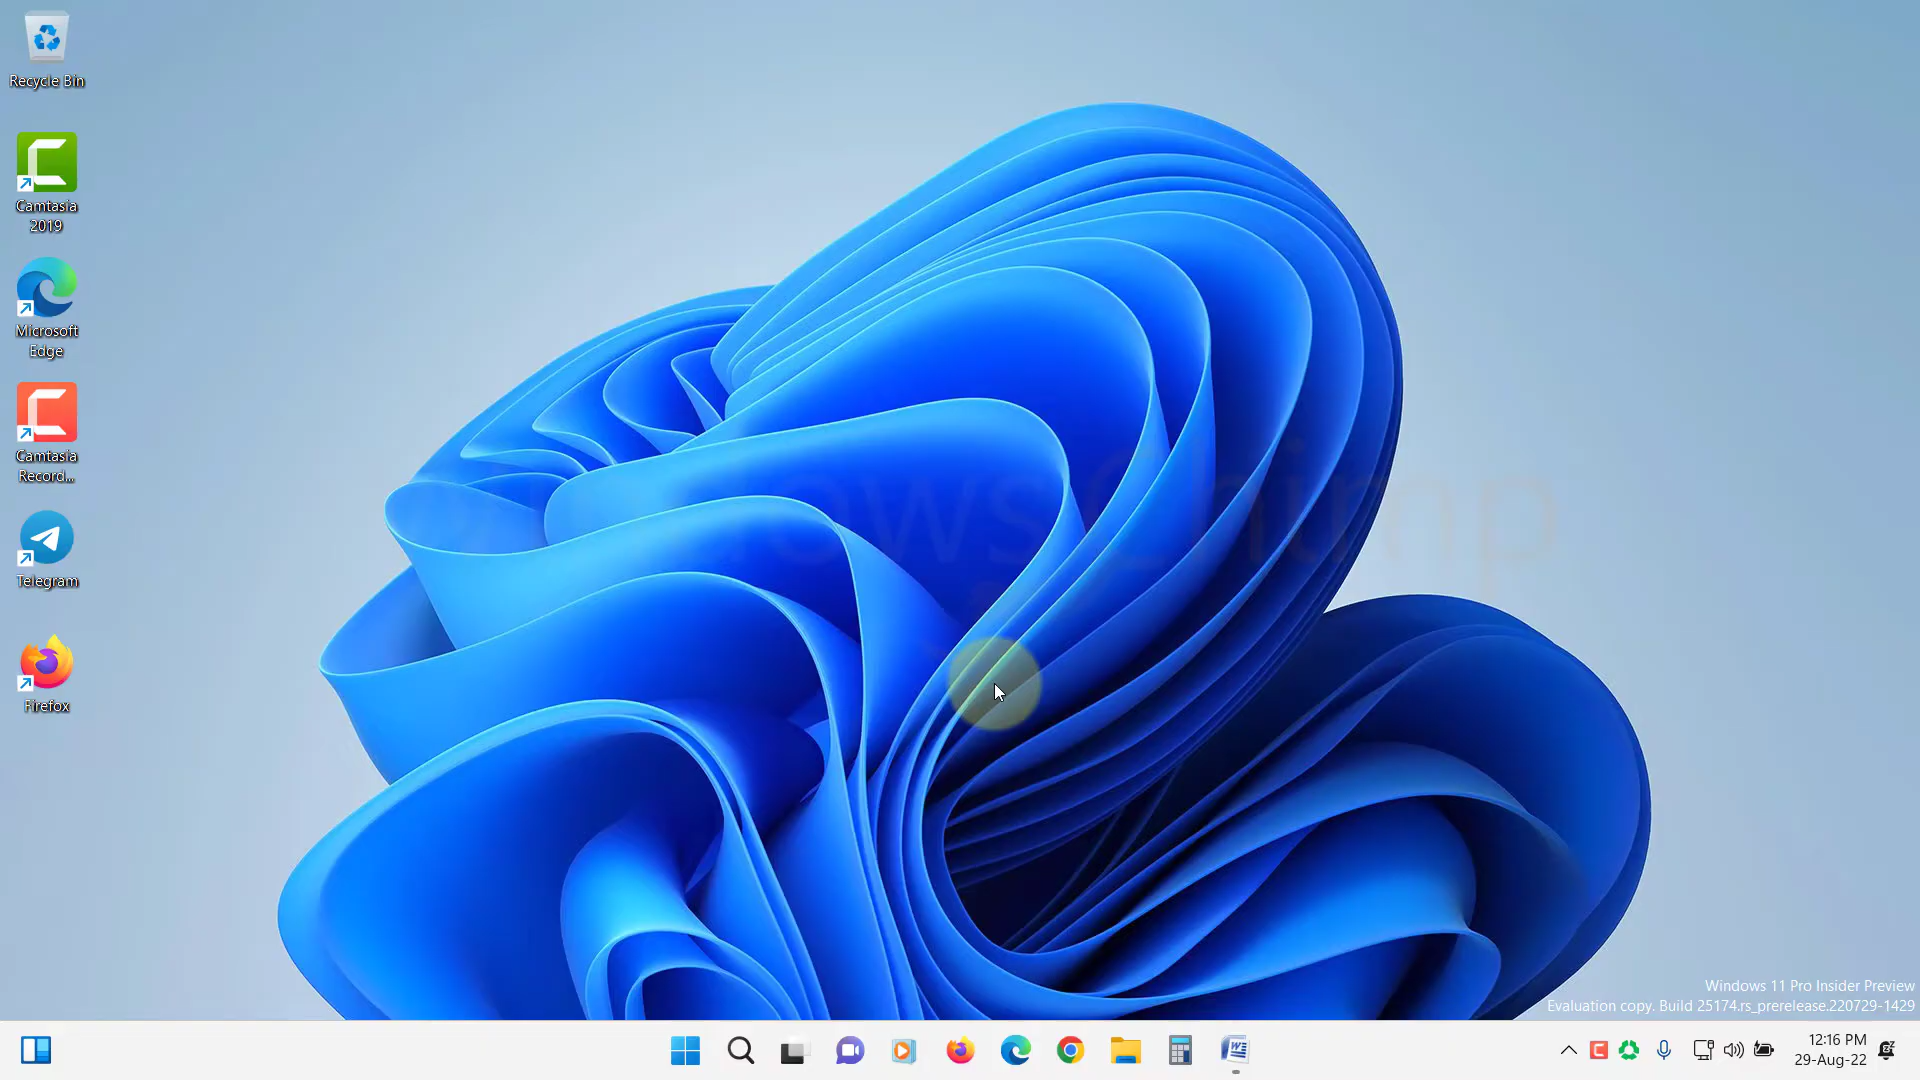 Recycle Bin
Camtasia
2019
Microsoft
Edge
Camtasia
Record...
Telegram
Firefox
Windows 11 Pro Insider Preview
Evaluation copy. Build 25174.rs_prerelease.220729-1429
12:16 PM
29-Aug-22